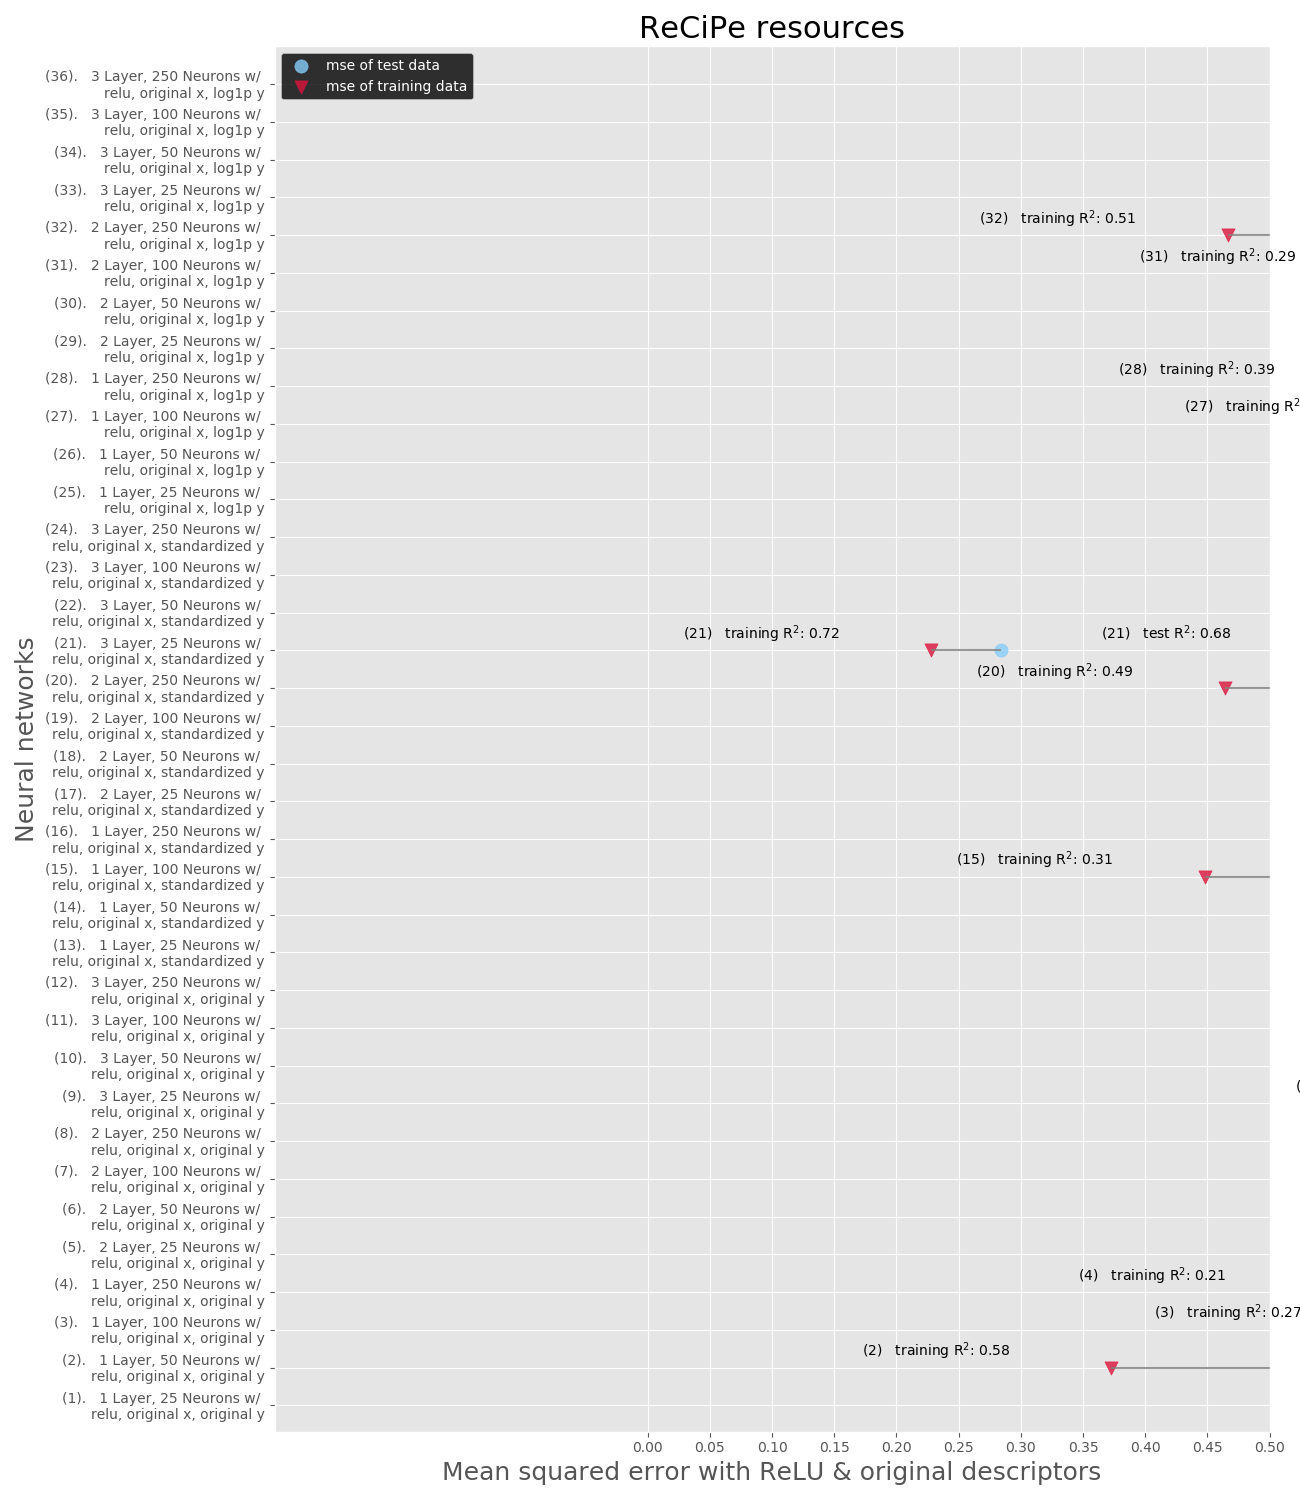 ReCiPe resources
mse of test data
mse of training data
(36).   3 Layer, 250 Neurons w/
relu, original x, log1p y
(35).   3 Layer, 100 Neurons w/
relu, original x, log1p y
(34).   3 Layer, 50 Neurons w/
relu, original x, log1p y
(33).   3 Layer, 25 Neurons w/
relu, original x, log1p y
(32)   training R²: 0.51
(32).   2 Layer, 250 Neurons w/
relu, original x, log1p y
(31)   training R²: 0.29
(31).   2 Layer, 100 Neurons w/
relu, original x, log1p y
(30).   2 Layer, 50 Neurons w/
relu, original x, log1p y
(29).   2 Layer, 25 Neurons w/
relu, original x, log1p y
(28)   training R²: 0.39
(28).   1 Layer, 250 Neurons w/
relu, original x, log1p y
(27)   training R²
(27).   1 Layer, 100 Neurons w/
relu, original x, log1p y
(26).   1 Layer, 50 Neurons w/
relu, original x, log1p y
(25).   1 Layer, 25 Neurons w/
relu, original x, log1p y
(24).   3 Layer, 250 Neurons w/
relu, original x, standardized y
(23).   3 Layer, 100 Neurons w/
relu, original x, standardized y
(22).   3 Layer, 50 Neurons w/
relu, original x, standardized y
(21)   training R²: 0.72
(21)   test R²: 0.68
(21).   3 Layer, 25 Neurons w/
relu, original x, standardized y
(20)   training R²: 0.49
(20).   2 Layer, 250 Neurons w/
relu, original x, standardized y
(19).   2 Layer, 100 Neurons w/
relu, original x, standardized y
(18).   2 Layer, 50 Neurons w/
relu, original x, standardized y
(17).   2 Layer, 25 Neurons w/
relu, original x, standardized y
(16).   1 Layer, 250 Neurons w/
relu, original x, standardized y
(15)   training R²: 0.31
(15).   1 Layer, 100 Neurons w/
relu, original x, standardized y
(14).   1 Layer, 50 Neurons w/
relu, original x, standardized y
(13).   1 Layer, 25 Neurons w/
relu, original x, standardized y
(12).   3 Layer, 250 Neurons w/
relu, original x, original y
(11).   3 Layer, 100 Neurons w/
relu, original x, original y
(10).   3 Layer, 50 Neurons w/
relu, original x, original y
(
(9).   3 Layer, 25 Neurons w/
relu, original x, original y
(8).   2 Layer, 250 Neurons w/
relu, original x, original y
(7).   2 Layer, 100 Neurons w/
relu, original x, original y
(6).   2 Layer, 50 Neurons w/
relu, original x, original y
(5).   2 Layer, 25 Neurons w/
relu, original x, original y
(4)   training R²: 0.21
(4).   1 Layer, 250 Neurons w/
relu, original x, original y
(3)   training R²: 0.27
(3).   1 Layer, 100 Neurons w/
relu, original x, original y
(2)   training R²: 0.58
(2).   1 Layer, 50 Neurons w/
relu, original x, original y
(1).   1 Layer, 25 Neurons w/
relu, original x, original y
Neural networks
0.00 0.05 0.10 0.15 0.20 0.25 0.30 0.35 0.40 0.45 0.50
Mean squared error with ReLU & original descriptors